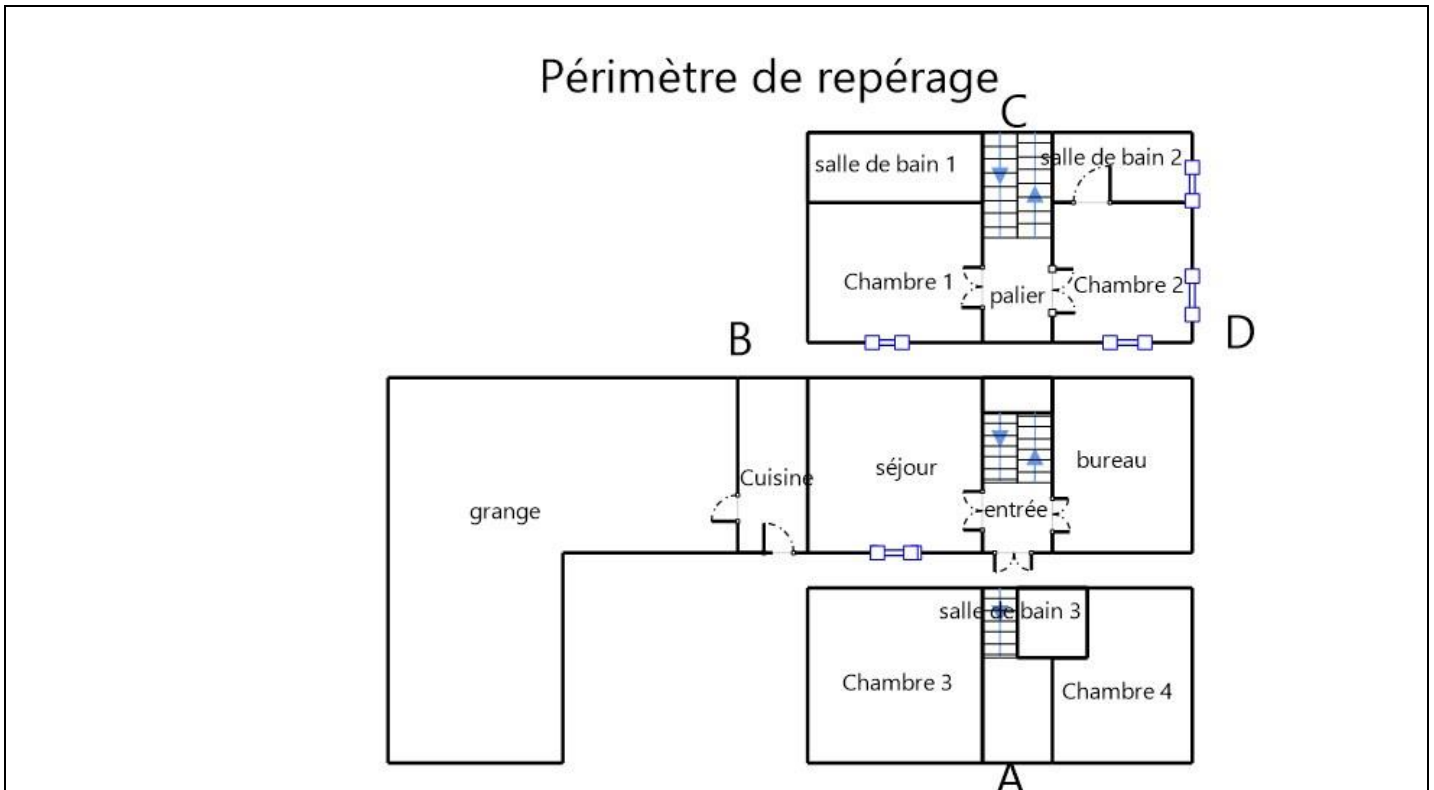 Périmètre de repérage
C
salle de bain 1
salle de bain 2
Chambre 1
palier
Chambre 2
B
D
Cuisine
séjour
bureau
grange
entrée
salle de bain 3
Chambre 3
Chambre 4
A